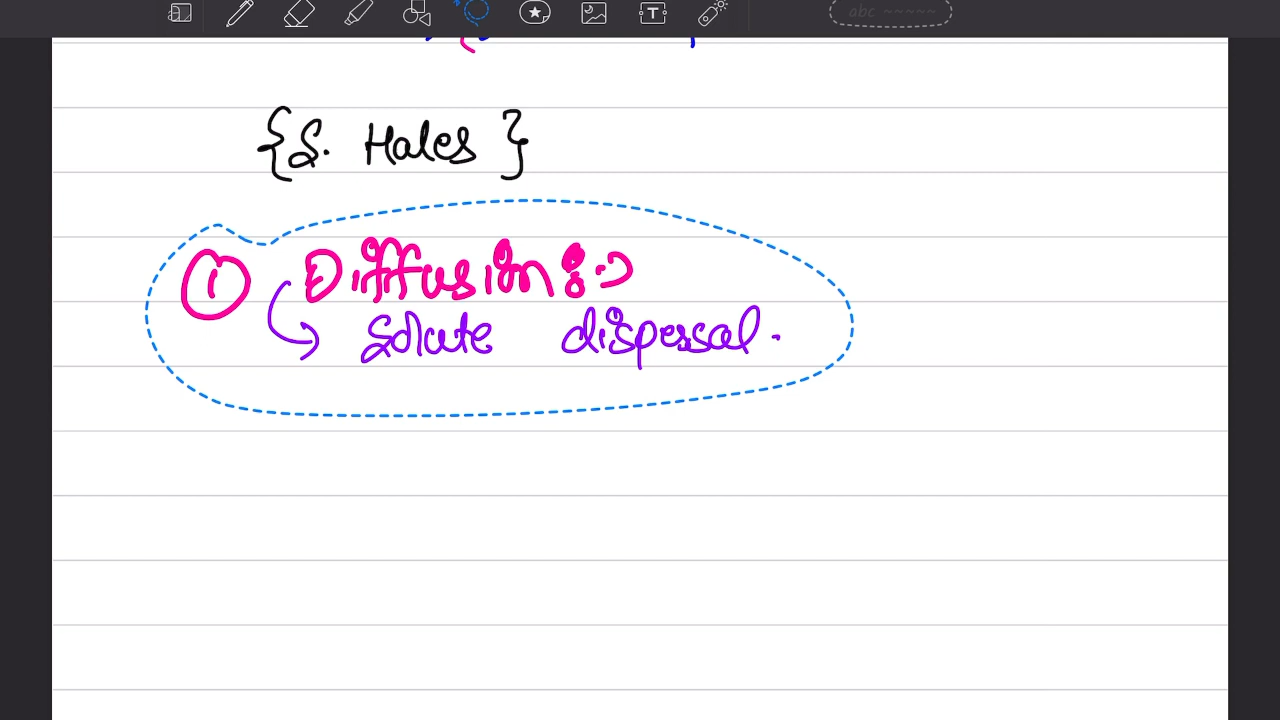 {S. Hales }
① Diffusion :->
↳ Solute dispersal.